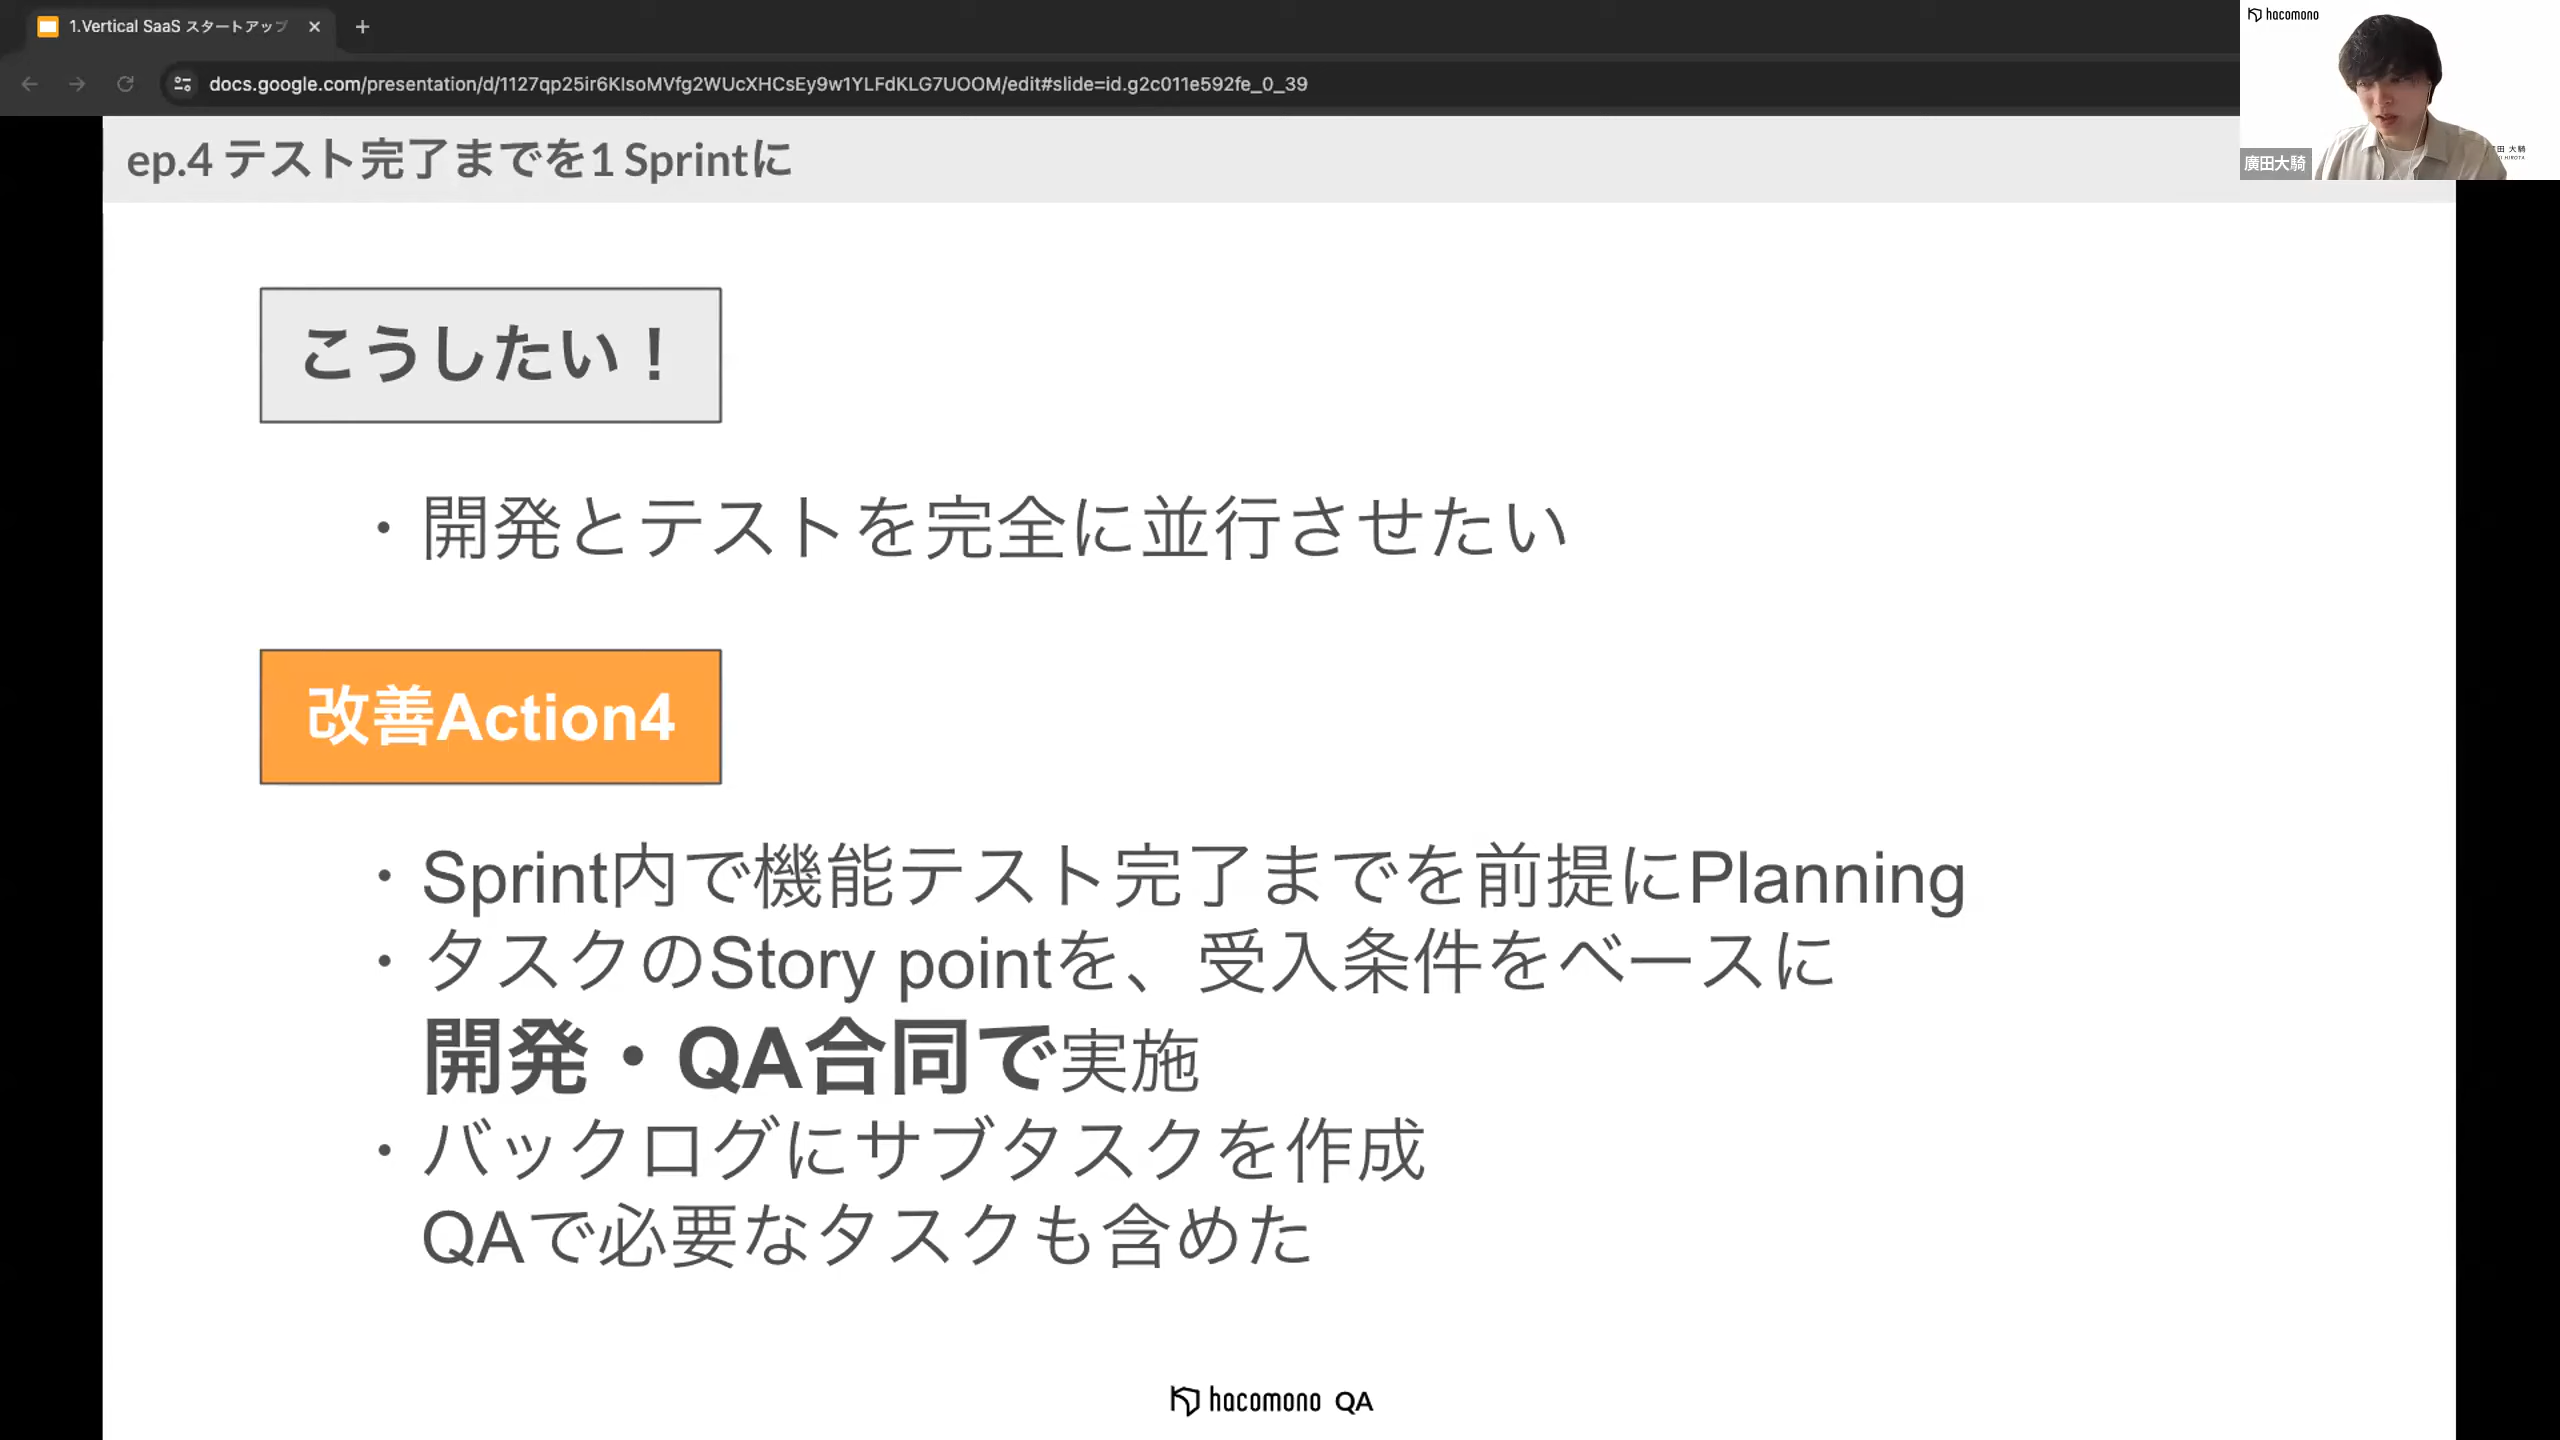 1.Vertical SaaS スタートアップ
docs.google.com/presentation/d/1127qp25ir6KIsoMVfg2WUcXHCsEy9w1YLFdKLG7UOOM/edit#slide=id.g2c011e592fe_0_39
hacomono
廣田大騎
田 大騎
HIROTA
ep.4 テスト完了までを1 Sprintに
こうしたい！
・開発とテストを完全に並行させたい
改善Action4
・Sprint内で機能テスト完了までを前提にPlanning
・タスクのStory pointを、受入条件をベースに
開発・QA合同で実施
・バックログにサブタスクを作成
QAで必要なタスクも含めた
hacomono QA